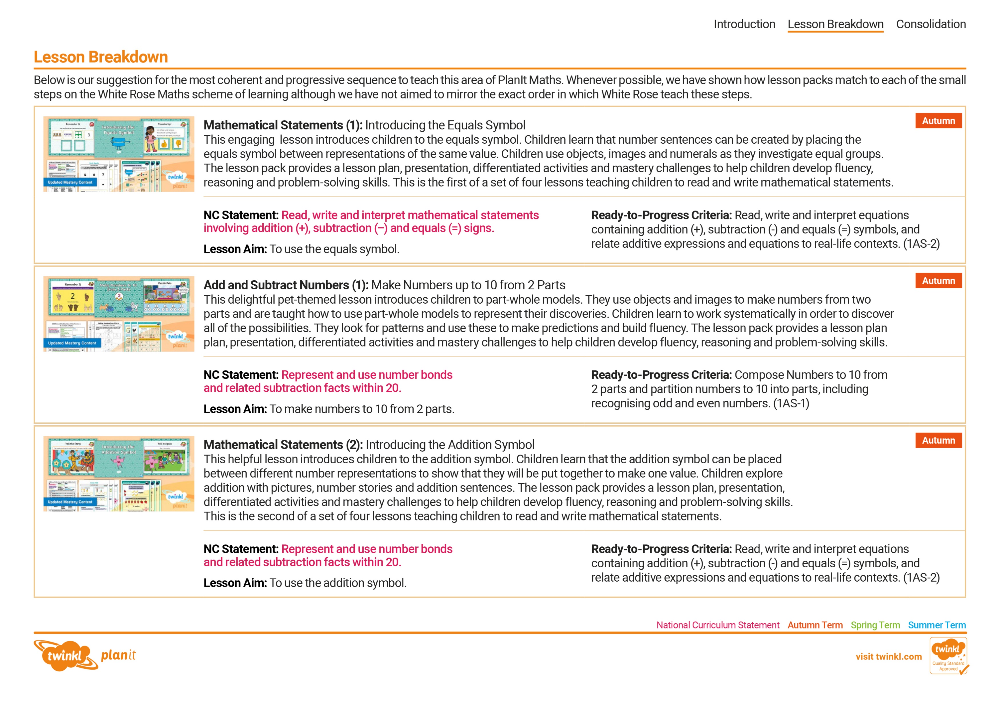 Introduction Lesson Breakdown Consolidation
Lesson Breakdown
Below is our suggestion for the most coherent and progressive sequence to teach this area of PlanIt Maths. Whenever possible, we have shown how lesson packs match to each of the small
steps on the White Rose Maths scheme of learning although we have not aimed to mirror the exact order in which White Rose teach these steps.
Remember It
3
Introducing the
Equals Symbol
Thumbs Up!
4 6 7
Updated Mastery Content
twinkl
planit
Autumn
Mathematical Statements (1): Introducing the Equals Symbol
This engaging  lesson introduces children to the equals symbol. Children learn that number sentences can be created by placing the
equals symbol between representations of the same value. Children use objects, images and numerals as they investigate equal groups.
The lesson pack provides a lesson plan, presentation, differentiated activities and mastery challenges to help children develop fluency,
reasoning and problem-solving skills. This is the first of a set of four lessons teaching children to read and write mathematical statements.
NC Statement: Read, write and interpret mathematical statements
involving addition (+), subtraction (−) and equals (=) signs.
Lesson Aim: To use the equals symbol.
Ready-to-Progress Criteria: Read, write and interpret equations
containing addition (+), subtraction (-) and equals (=) symbols, and
relate additive expressions and equations to real-life contexts. (1AS-2)
Remember It
2
Make Numbers to 10
from 2 Parts
3
Puzzle Pets
Updated Mastery Content
twinkl
planit
Autumn
Add and Subtract Numbers (1): Make Numbers up to 10 from 2 Parts
This delightful pet-themed lesson introduces children to part-whole models. They use objects and images to make numbers from two
parts and are taught how to use part-whole models to represent their discoveries. Children learn to work systematically in order to discover
all of the possibilities. They look for patterns and use these to make predictions and build fluency. The lesson pack provides a lesson plan
plan, presentation, differentiated activities and mastery challenges to help children develop fluency, reasoning and problem-solving skills.
NC Statement: Represent and use number bonds
and related subtraction facts within 20.
Lesson Aim: To make numbers to 10 from 2 parts.
Ready-to-Progress Criteria: Compose Numbers to 10 from
2 parts and partition numbers to 10 into parts, including
recognising odd and even numbers. (1AS-1)
Tell the Story
Introducing the
Addition Symbol
Tell It Again
Updated Mastery Content
twinkl
planit
Autumn
Mathematical Statements (2): Introducing the Addition Symbol
This helpful lesson introduces children to the addition symbol. Children learn that the addition symbol can be placed
between different number representations to show that they will be put together to make one value. Children explore
addition with pictures, number stories and addition sentences. The lesson pack provides a lesson plan, presentation,
differentiated activities and mastery challenges to help children develop fluency, reasoning and problem-solving skills.
This is the second of a set of four lessons teaching children to read and write mathematical statements.
NC Statement: Represent and use number bonds
and related subtraction facts within 20.
Lesson Aim: To use the addition symbol.
Ready-to-Progress Criteria: Read, write and interpret equations
containing addition (+), subtraction (-) and equals (=) symbols, and
relate additive expressions and equations to real-life contexts. (1AS-2)
National Curriculum Statement Autumn Term Spring Term Summer Term
twinkl planit
visit twinkl.com
twinkl
Quality Standard
Approved